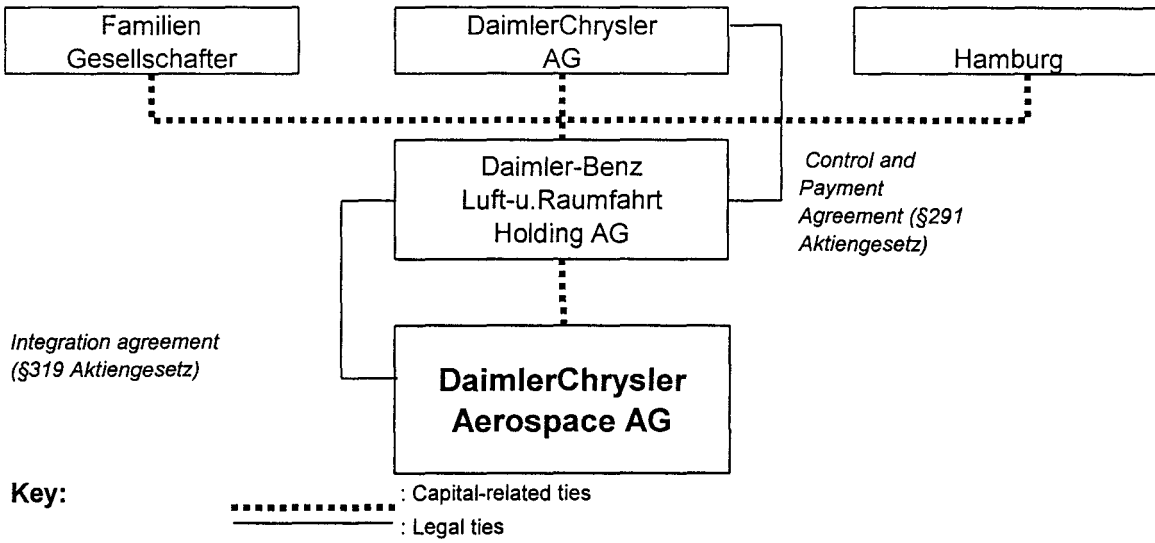 Familien
Gesellschafter
DaimlerChrysler
AG
Hamburg
Daimler-Benz
Luft-u.Raumfahrt
Holding AG
Control and
Payment
Agreement (§291
Aktiengesetz)
Integration agreement
(§319 Aktiengesetz)
DaimlerChrysler
Aerospace AG
Key:
: Capital-related ties
: Legal ties